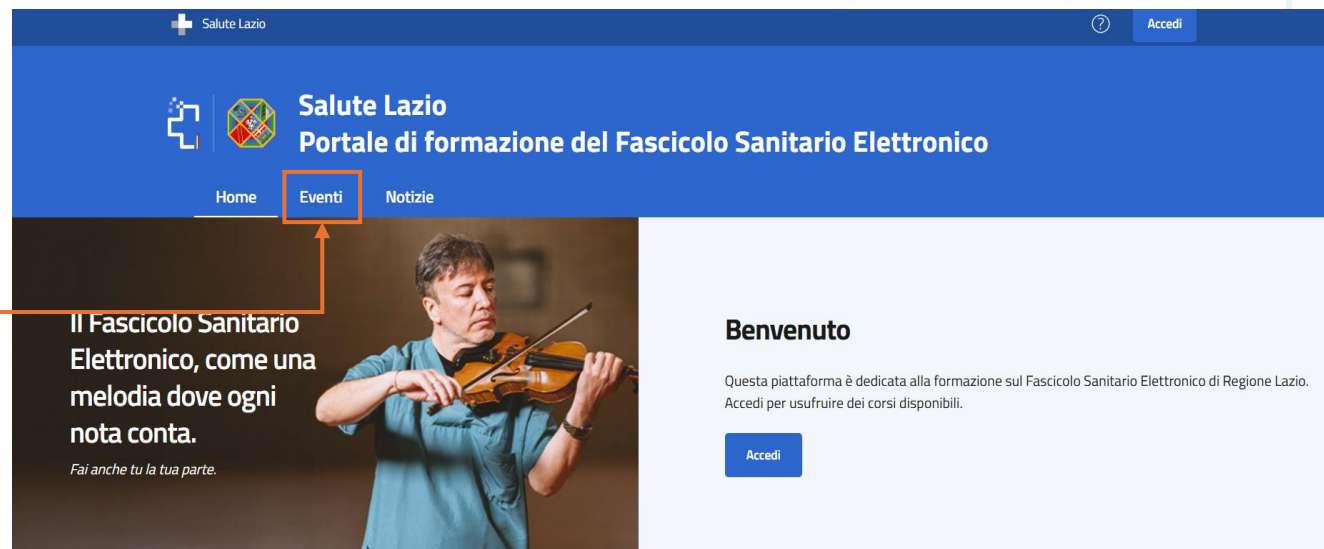 Salute Lazio
Accedi
Salute Lazio
Portale di formazione del Fascicolo Sanitario Elettronico
Home Eventi Notizie
Il Fascicolo Sanitario
Elettronico, come una
melodia dove ogni
nota conta.
Fai anche tu la tua parte.
Benvenuto
Questa piattaforma è dedicata alla formazione sul Fascicolo Sanitario Elettronico di Regione Lazio.
Accedi per usufruire dei corsi disponibili.
Accedi